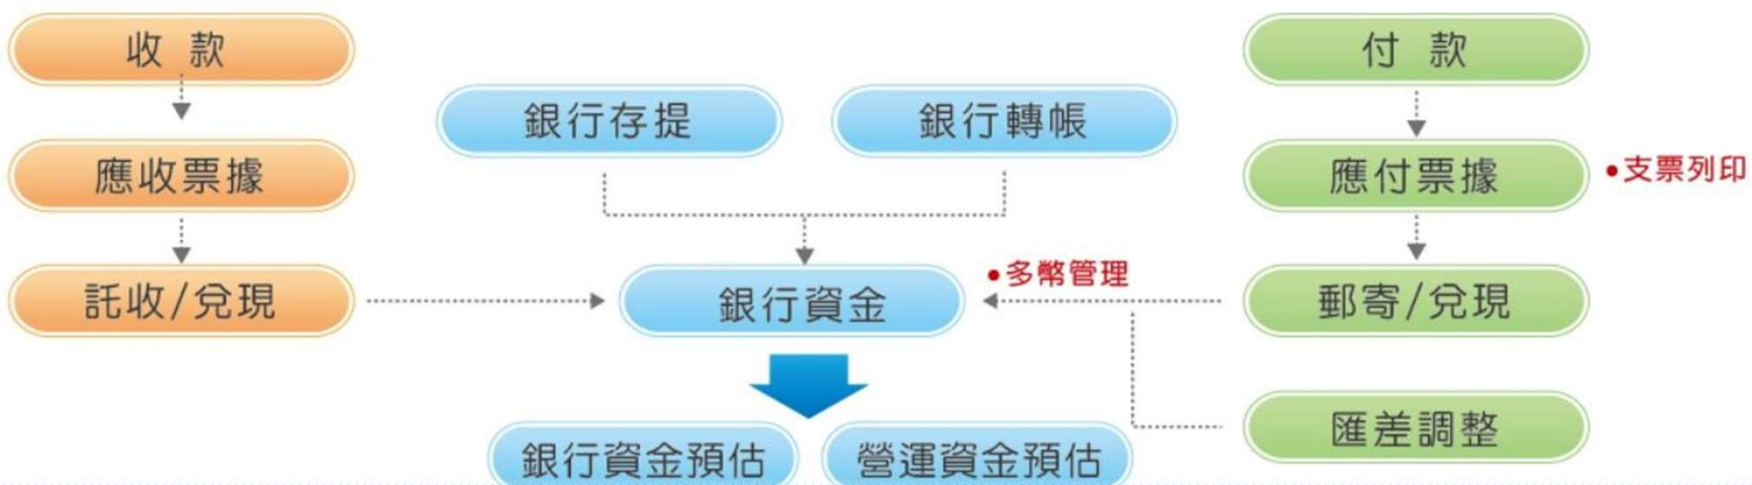 收 款
應收票據
託收/兌現
銀行存提
銀行轉帳
銀行資金
•多幣管理
銀行資金預估
營運資金預估
付 款
應付票據
•支票列印
郵寄/兌現
匯差調整